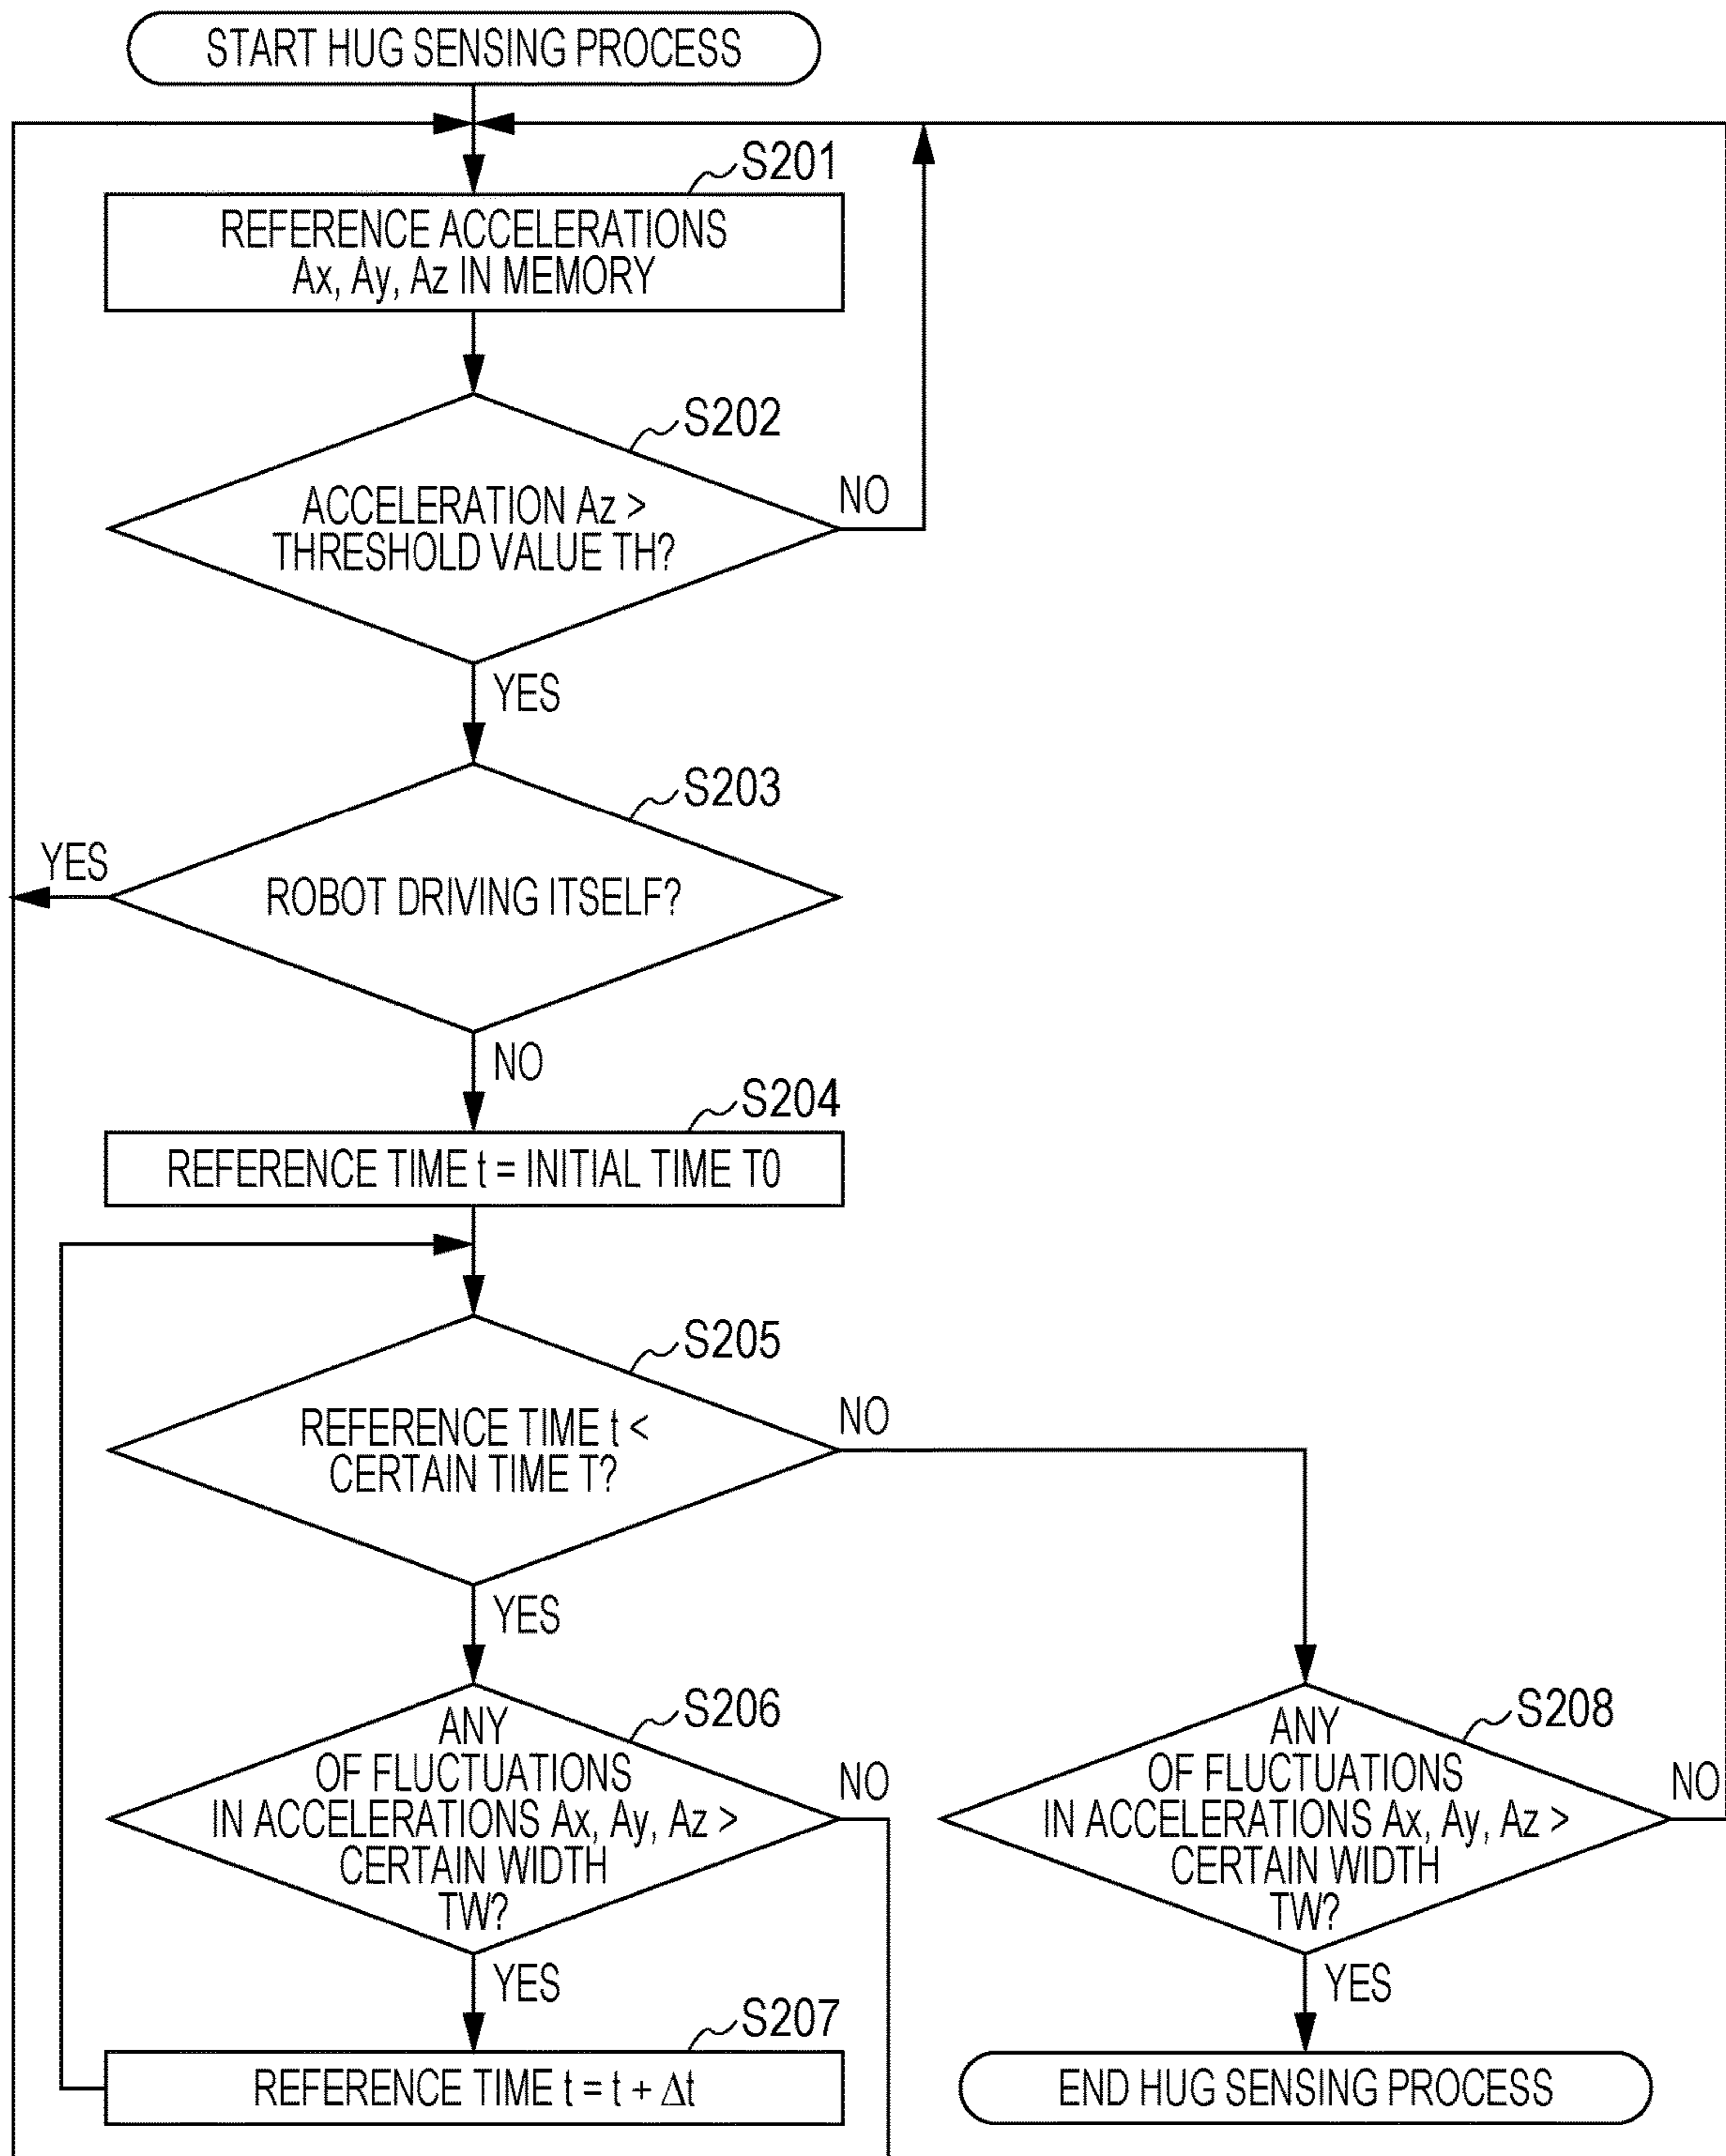 START HUG SENSING PROCESS
S201
REFERENCE ACCELERATIONS
Ax, Ay, Az IN MEMORY
S202
ACCELERATION Az >
THRESHOLD VALUE TH?
NO
YES
S203
YES
ROBOT DRIVING ITSELF?
NO
S204
REFERENCE TIME t = INITIAL TIME T0
S205
REFERENCE TIME t <
CERTAIN TIME T?
NO
YES
S206
ANY
OF FLUCTUATIONS
IN ACCELERATIONS Ax, Ay, Az >
CERTAIN WIDTH
TW?
NO
YES
S207
REFERENCE TIME t = t + Δt
S208
ANY
OF FLUCTUATIONS
IN ACCELERATIONS Ax, Ay, Az >
CERTAIN WIDTH
TW?
NO
YES
END HUG SENSING PROCESS